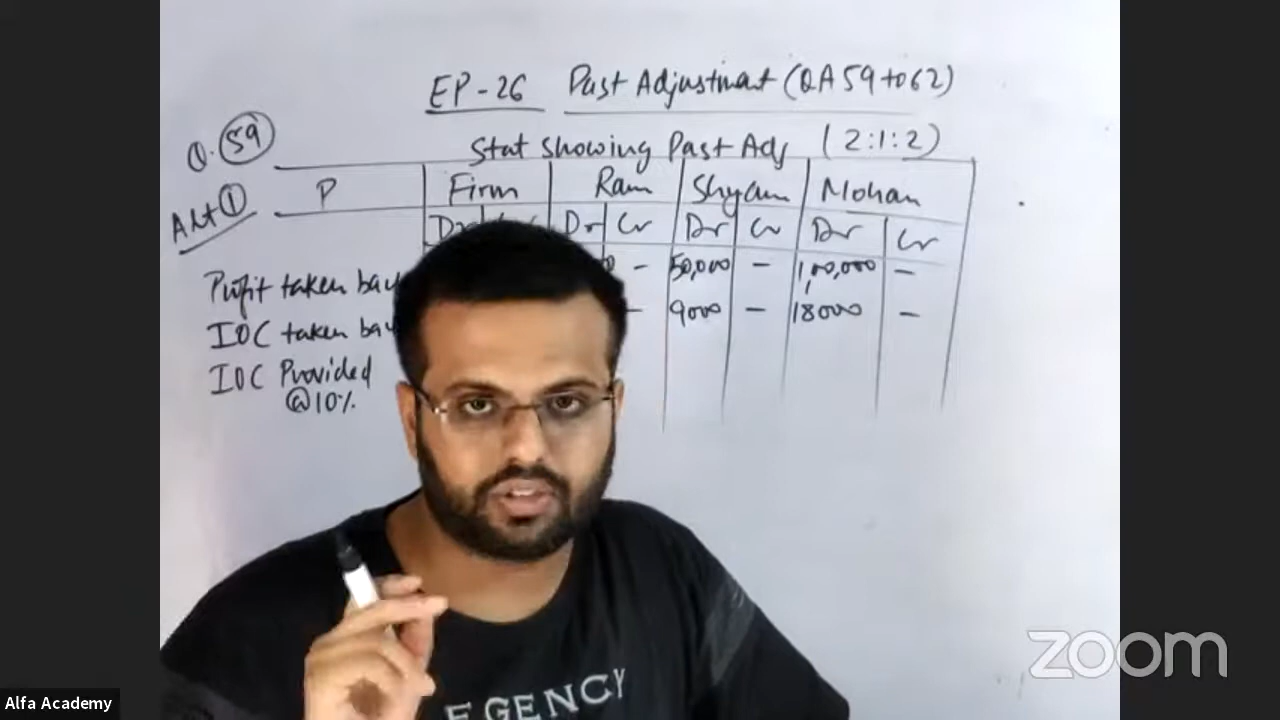 EP-26 Past Adjustment (QA 59 to 62)
Q. 59
Stat showing Past Adj (2:1:2)
Alt 1
P Firm Ram Shyam Mohan
Dr Dr Cr Dr Cr Dr Cr
Profit taken - 50,000 - 1,00,000 -
IOC taken - 9000 - 18000 -
IOC Provided
@10%
EGENCY
zoom
Alfa Academy